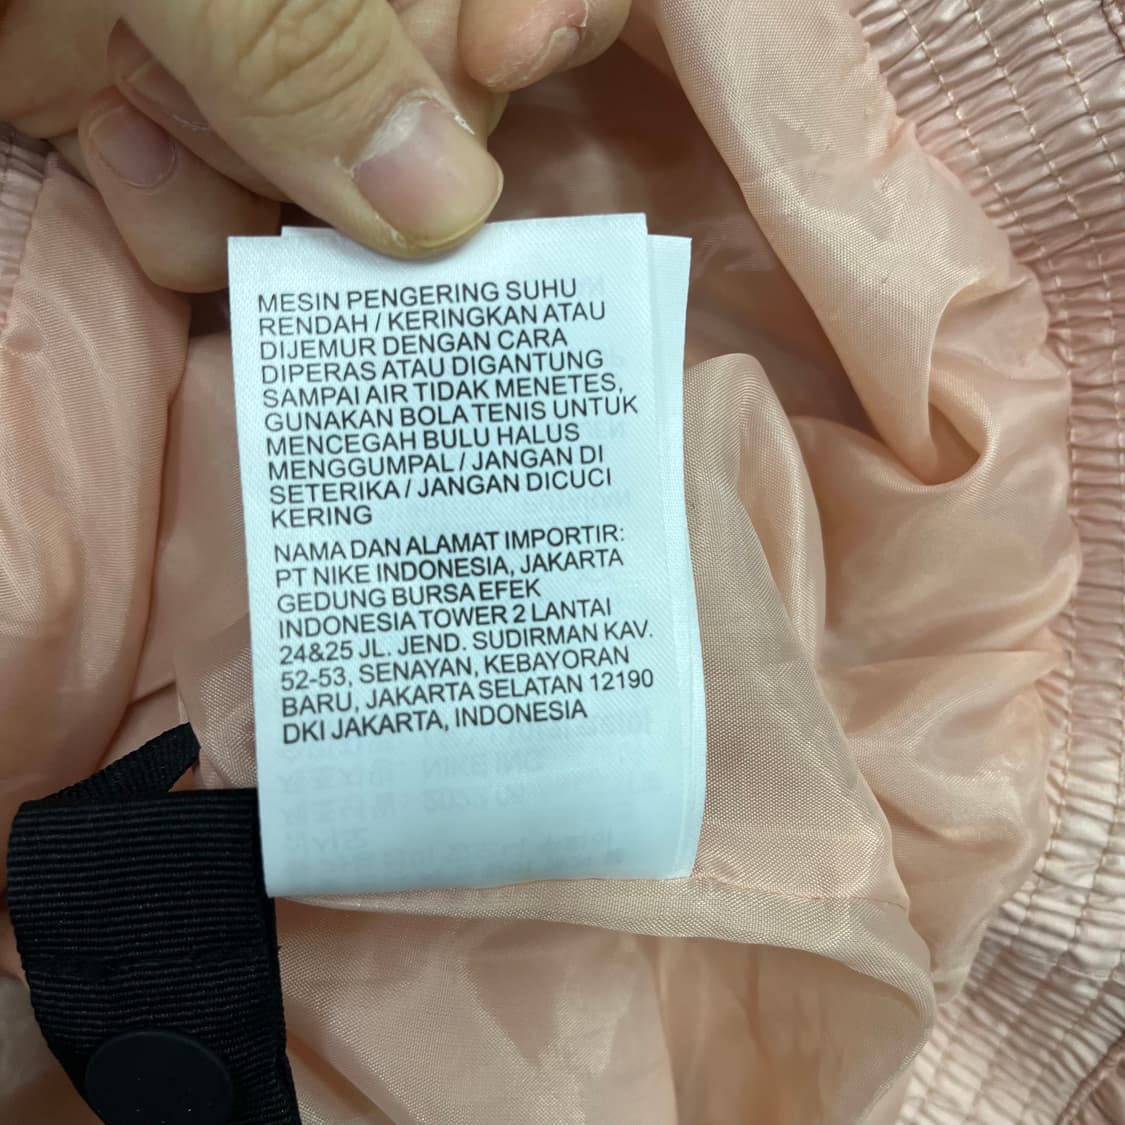 MESIN PENGERING SUHU
RENDAH / KERINGKAN ATAU
DIJEMUR DENGAN CARA
DIPERAS ATAU DIGANTUNG
SAMPAI AIR TIDAK MENETES,
GUNAKAN BOLA TENIS UNTUK
MENCEGAH BULU HALUS
MENGGUMPAL / JANGAN DI
SETERIKA / JANGAN DICUCI
KERING
NAMA DAN ALAMAT IMPORTIR:
PT NIKE INDONESIA, JAKARTA
GEDUNG BURSA EFEK
INDONESIA TOWER 2 LANTAI
24&25 JL. JEND. SUDIRMAN KAV.
52-53, SENAYAN, KEBAYORAN
BARU, JAKARTA SELATAN 12190
DKI JAKARTA, INDONESIA